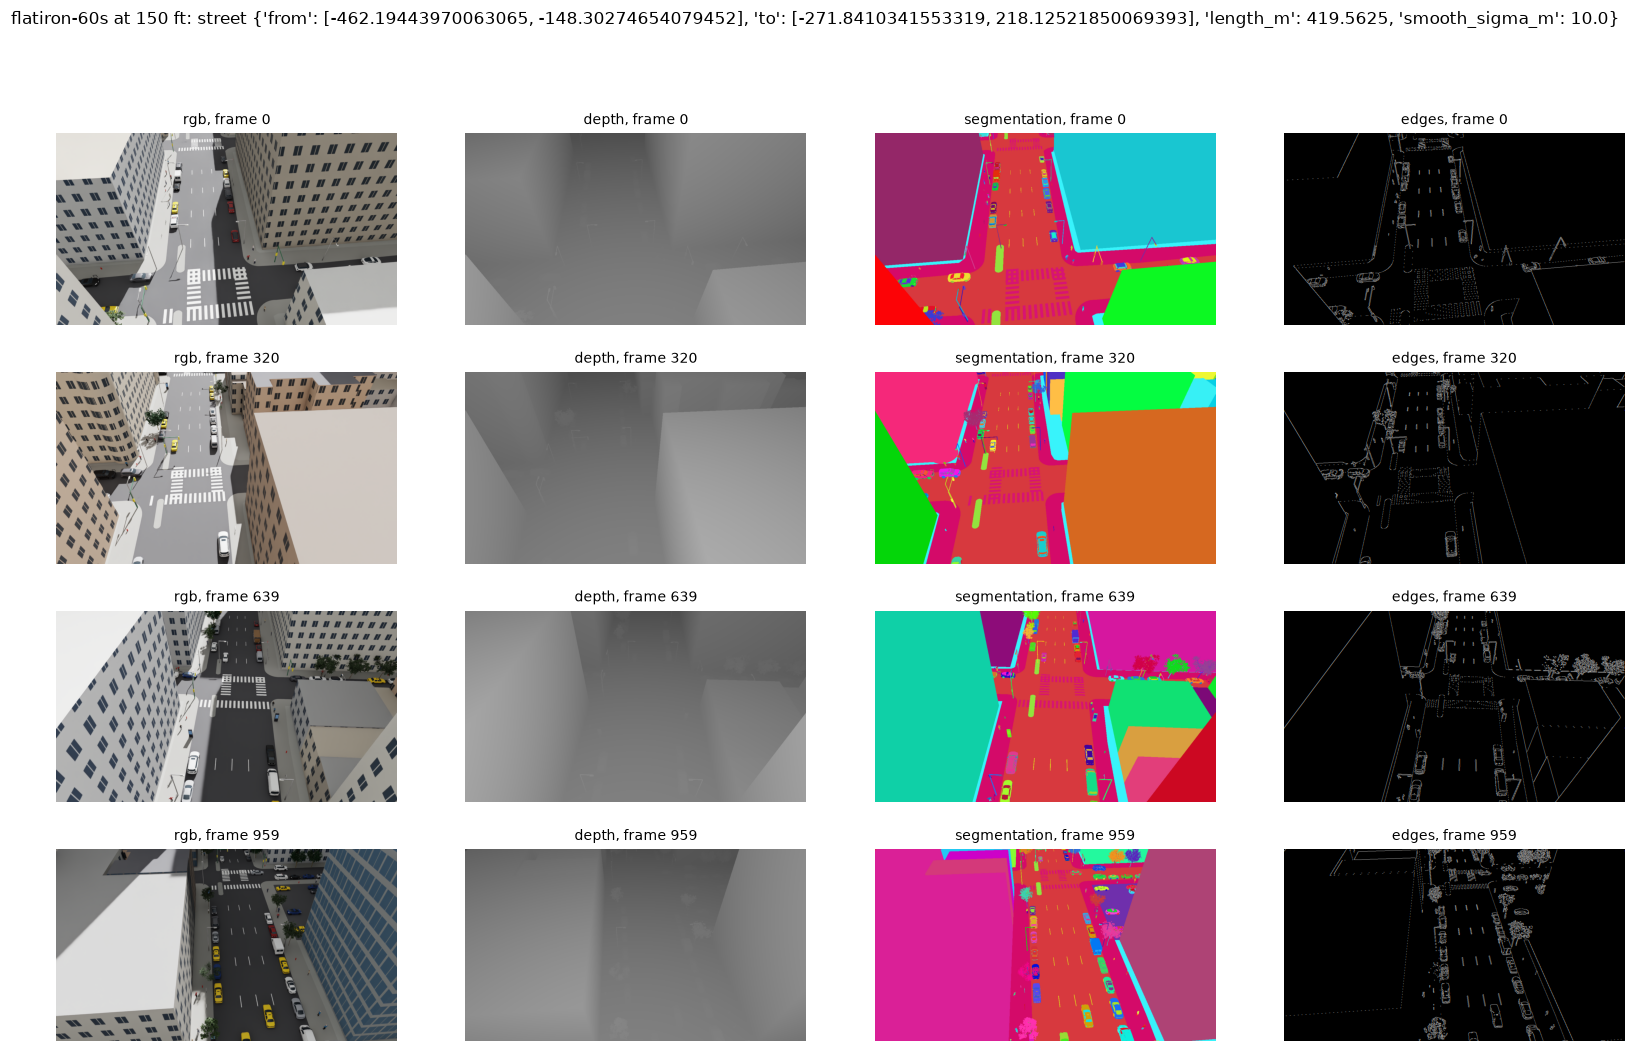 flatiron-60s at 150 ft: street {'from': [-462.19443970063065, -148.30274654079452], 'to': [-271.8410341553319, 218.12521850069393], 'length_m': 419.5625, 'smooth_sigma_m': 10.0}
rgb, frame 0
depth, frame 0
segmentation, frame 0
edges, frame 0
rgb, frame 320
depth, frame 320
segmentation, frame 320
edges, frame 320
rgb, frame 639
depth, frame 639
segmentation, frame 639
edges, frame 639
rgb, frame 959
depth, frame 959
segmentation, frame 959
edges, frame 959